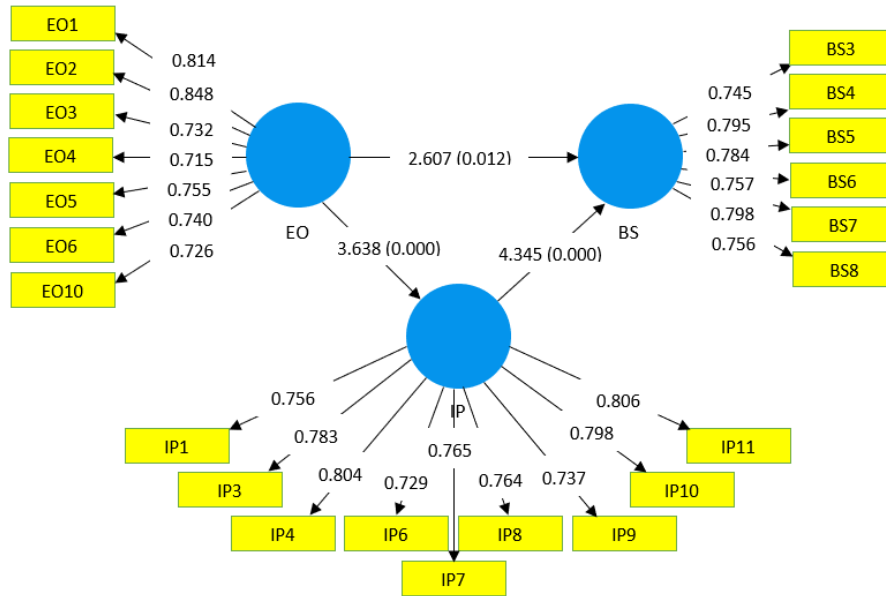 EO1
EO2
EO3
EO4
EO5
EO6
EO10
0.814
0.848
0.732
0.715
0.755
0.740
0.726
EO
2.607 (0.012)
3.638 (0.000)
4.345 (0.000)
BS
0.745
0.795
0.784
0.757
0.798
0.756
BS3
BS4
BS5
BS6
BS7
BS8
IP
0.756
0.783
0.804
0.729
0.765
0.764
0.737
0.798
0.806
IP1
IP3
IP4
IP6
IP7
IP8
IP9
IP10
IP11